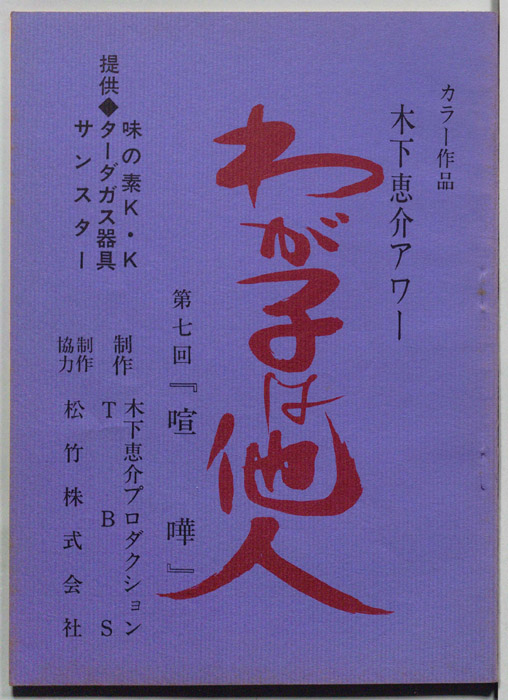 カラー作品
木下恵介アワー
わが子は他人
第七回『喧嘩』
提供◆
味の素K・K
ターダガス器具
サンスター
制作
木下恵介プロダクション
TBS
制作協力
松竹株式会社